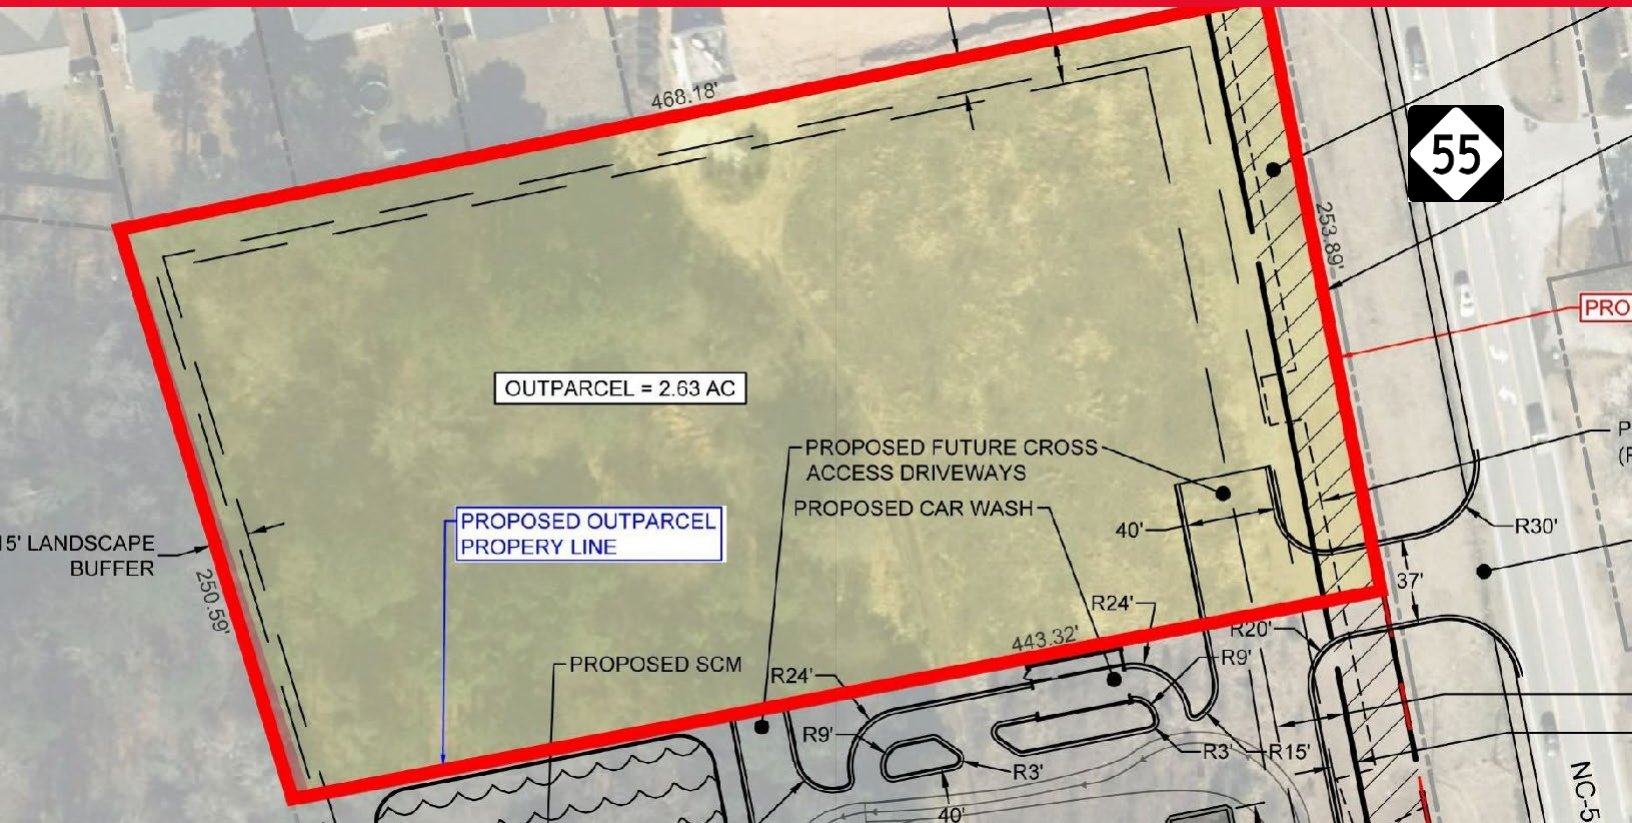 468.18'
55
253.89'
PRO
OUTPARCEL = 2.63 AC
PROPOSED FUTURE CROSS
ACCESS DRIVEWAYS
PROPOSED CAR WASH
40'
R30'
PROPOSED OUTPARCEL
PROPERY LINE
15' LANDSCAPE
BUFFER
250.59'
37'
R24'
R20'
443.32'
R9'
PROPOSED SCM
R24'
R9'
R3'
R3'
R15'
40'
NC-5